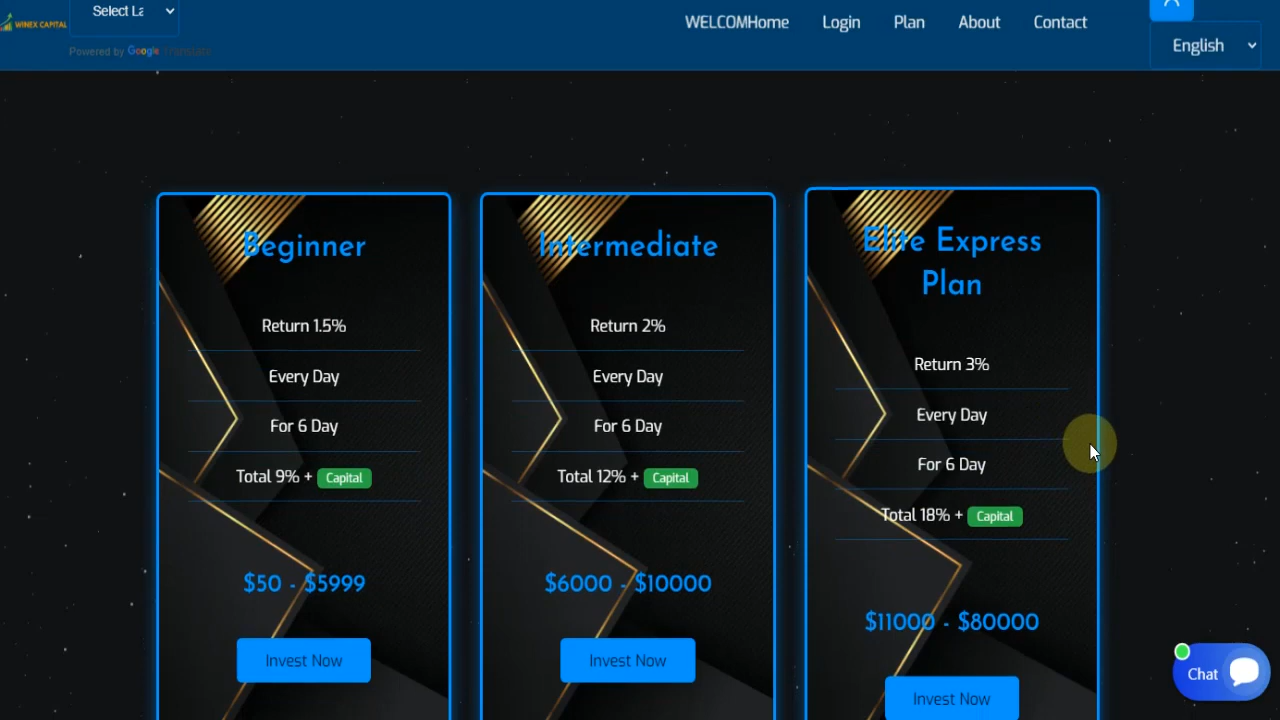 WINEX CAPITAL
Select La
Powered by Google Translate
WELCOMHome
Login
Plan
About
Contact
English
Beginner
Return 1.5%
Every Day
For 6 Day
Total 9% + Capital
$50 - $5999
Invest Now
Intermediate
Return 2%
Every Day
For 6 Day
Total 12% + Capital
$6000 - $10000
Invest Now
Elite Express
Plan
Return 3%
Every Day
For 6 Day
Total 18% + Capital
$11000 - $80000
Invest Now
Chat